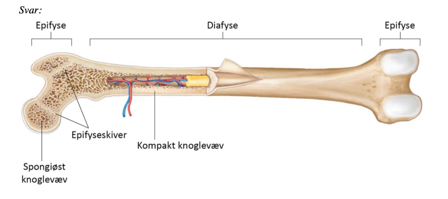 Svar:
Epifyse
Diafyse
Epifyse
Epifyseskiver
Kompakt knoglevæv
Spongiøst
knoglevæv